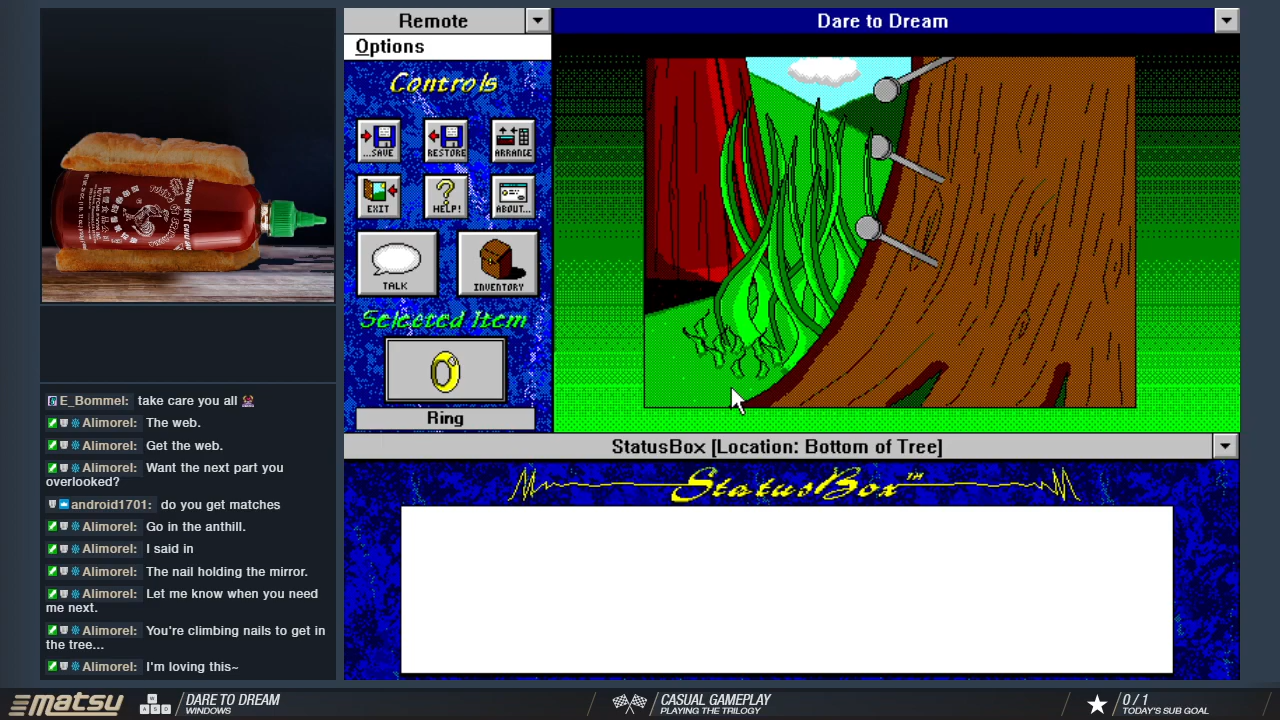 Remote
Dare to Dream
Options
Controls
...SAVE
RESTORE
ARRANGE
EXIT
HELP!
ABOUT...
TALK
INVENTORY
Selected Item
Ring
StatusBox [Location: Bottom of Tree]
StatusBox™
E_Bommel: take care you all
Alimorel: The web.
Alimorel: Get the web.
Alimorel: Want the next part you
overlooked?
android1701: do you get matches
Alimorel: Go in the anthill.
Alimorel: I said in
Alimorel: The nail holding the mirror.
Alimorel: Let me know when you need
me next.
Alimorel: You're climbing nails to get in
the tree...
Alimorel: I'm loving this~
matsu
W
A S D
DARE TO DREAM
WINDOWS
CASUAL GAMEPLAY
PLAYING THE TRILOGY
0 / 1
TODAY'S SUB GOAL